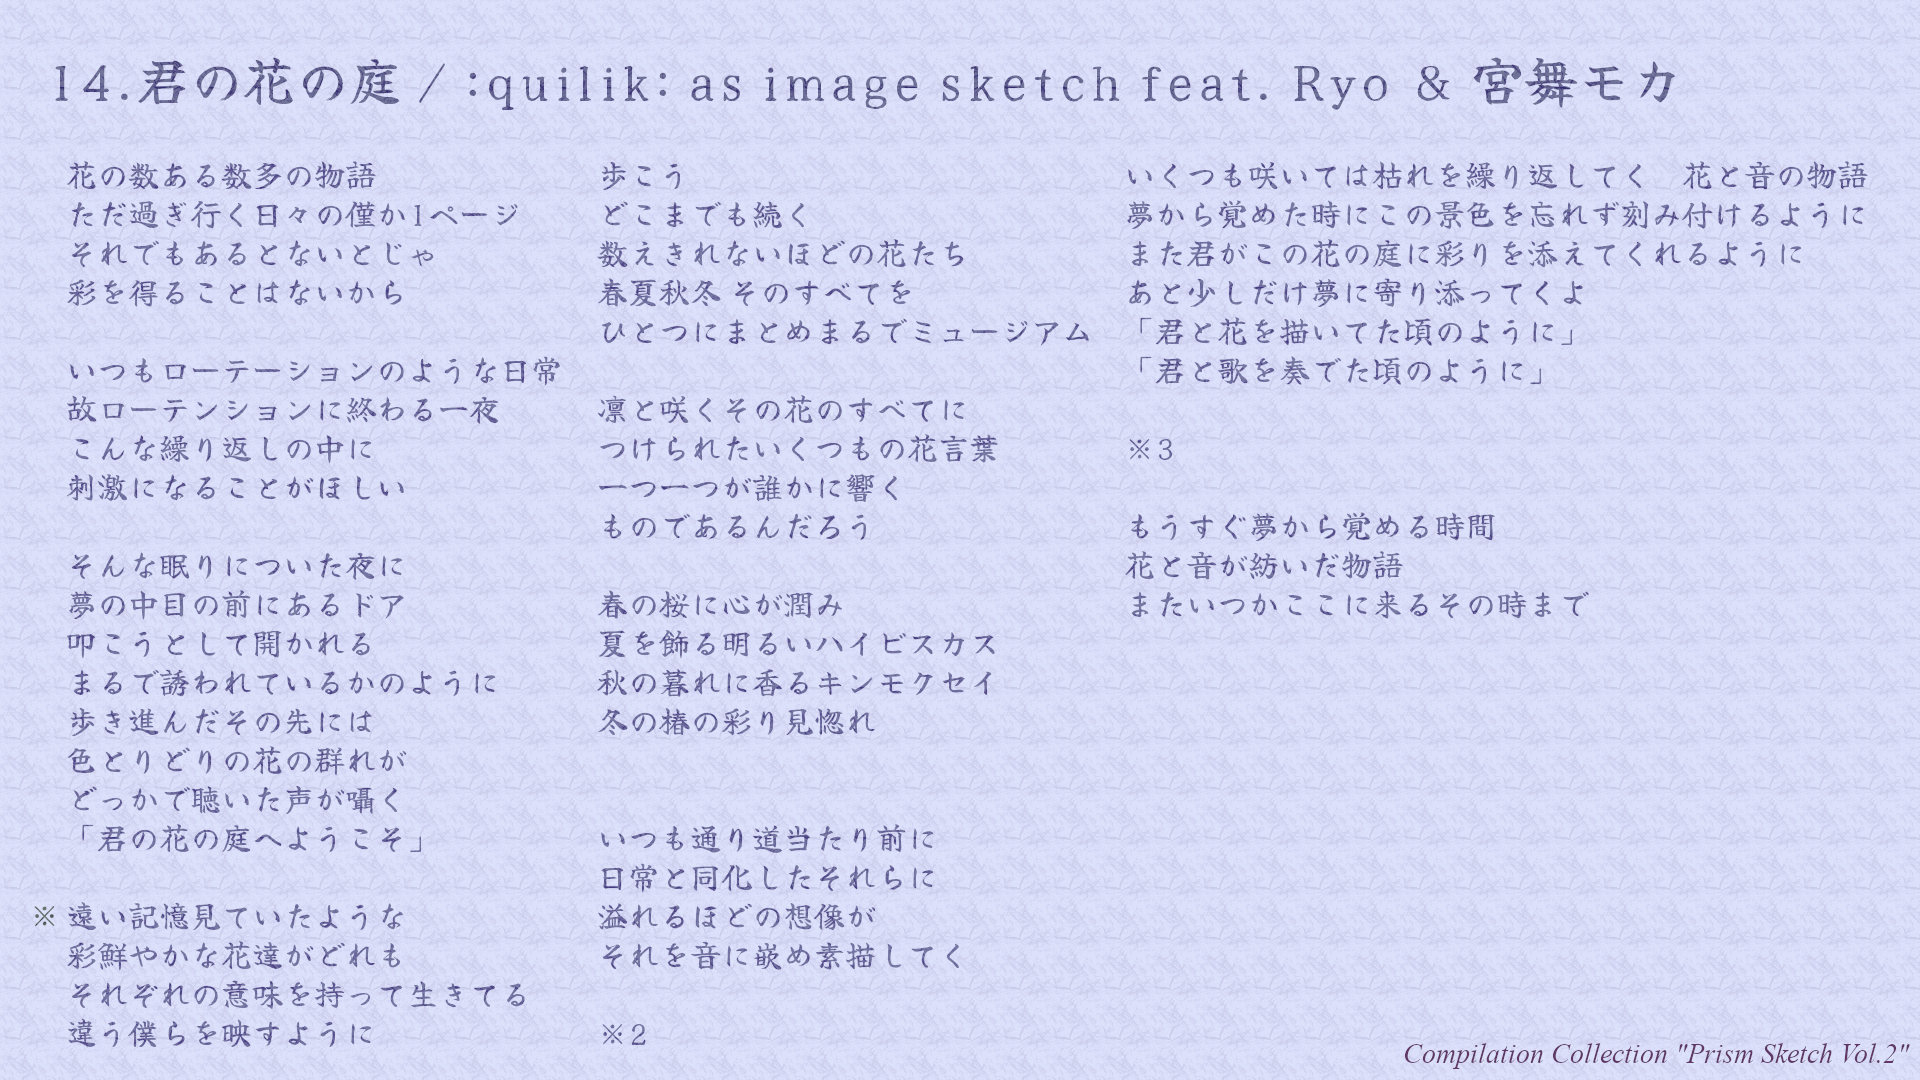 14.君の花の庭 / :quilik: as image sketch feat. Ryo & 宮舞モカ
花の数ある数多の物語
ただ過ぎ行く日々の僅か1ページ
それでもあるとないとじゃ
彩を得ることはないから
いつもローテーションのような日常
故ローテンションに終わる一夜
こんな繰り返しの中に
刺激になることがほしい
そんな眠りについた夜に
夢の中目の前にあるドア
叩こうとして開かれる
まるで誘われているかのように
歩き進んだその先には
色とりどりの花の群れが
どっかで聴いた声が囁く
「君の花の庭へようこそ」
※ 遠い記憶見ていたような
彩鮮やかな花達がどれも
それぞれの意味を持って生きてる
違う僕らを映すように
歩こう
どこまでも続く
数えきれないほどの花たち
春夏秋冬 そのすべてを
ひとつにまとめまるでミュージアム
凛と咲くその花のすべてに
つけられたいくつもの花言葉
一つ一つが誰かに響く
ものであるんだろう
春の桜に心が潤み
夏を飾る明るいハイビスカス
秋の暮れに香るキンモクセイ
冬の椿の彩り見惚れ
いつも通り道当たり前に
日常と同化したそれらに
溢れるほどの想像が
それを音に嵌め素描してく
※2
いくつも咲いては枯れを繰り返してく　花と音の物語
夢から覚めた時にこの景色を忘れず刻み付けるように
また君がこの花の庭に彩りを添えてくれるように
あと少しだけ夢に寄り添ってくよ
「君と花を描いてた頃のように」
「君と歌を奏でた頃のように」
※3
もうすぐ夢から覚める時間
花と音が紡いだ物語
またいつかここに来るその時まで
Compilation Collection "Prism Sketch Vol.2"